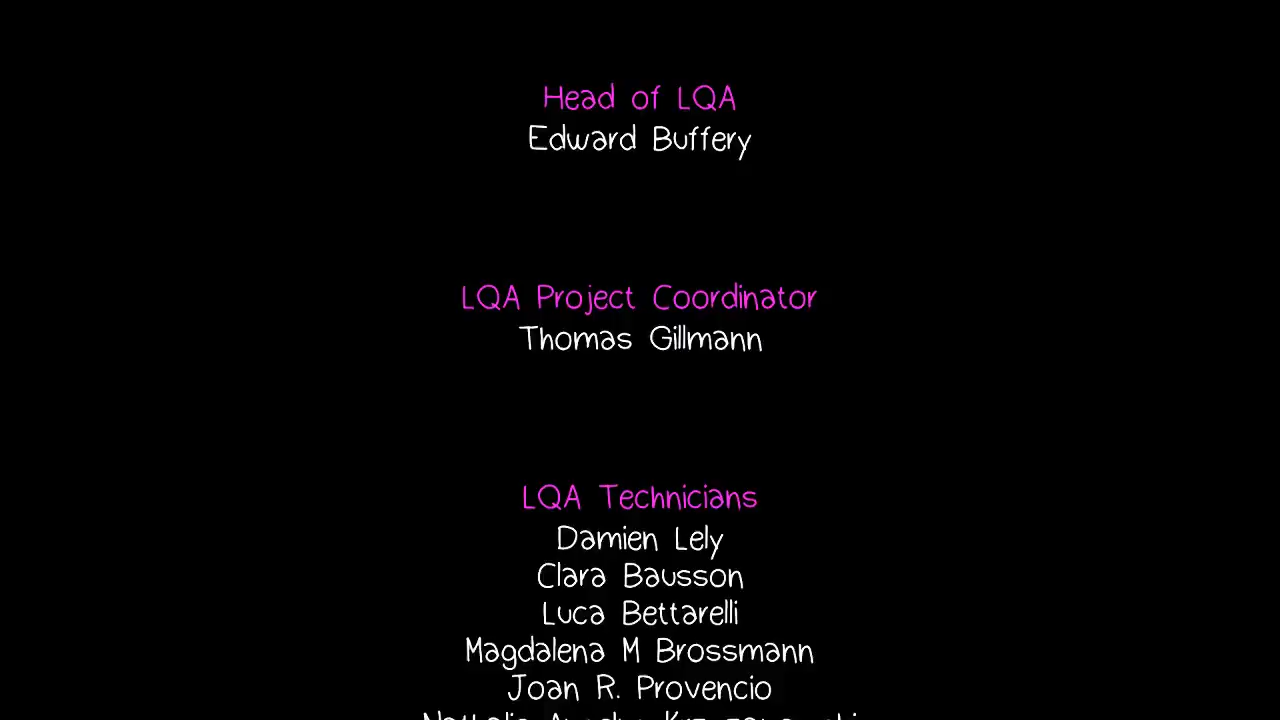 Head of LQA
Edward Buffery
LQA Project Coordinator
Thomas Gillmann
LQA Technicians
Damien Lely
Clara Bausson
Luca Bettarelli
Magdalena M Brossmann
Joan R. Provencio